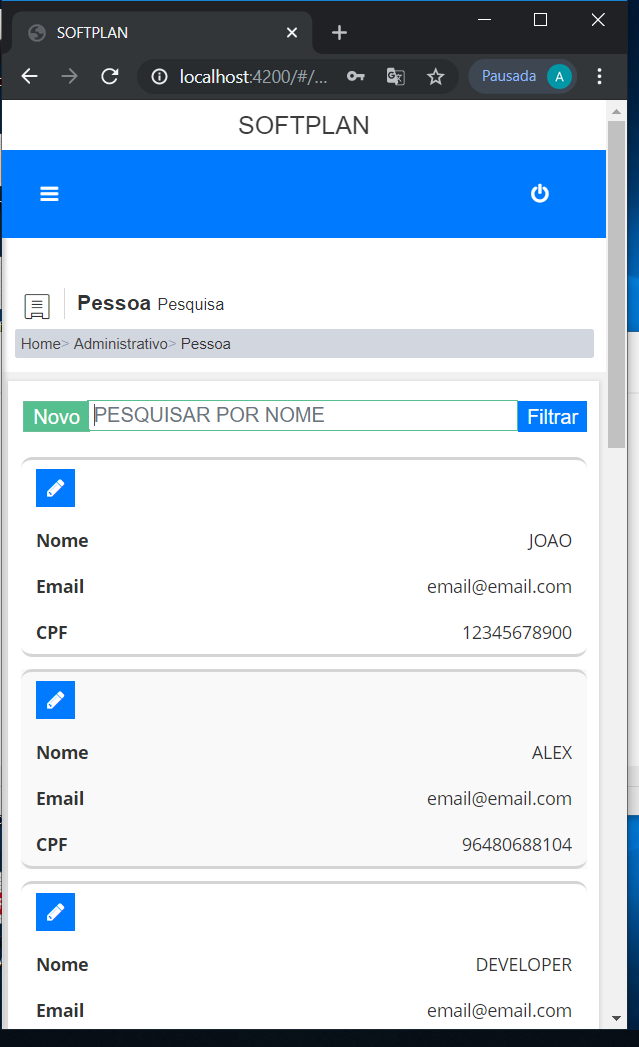 SOFTPLAN
localhost:4200/#/...
Pausada
A
SOFTPLAN
Pessoa Pesquisa
Home> Administrativo> Pessoa
Novo PESQUISAR POR NOME Filtrar
Nome JOAO
Email email@email.com
CPF 12345678900
Nome ALEX
Email email@email.com
CPF 96480688104
Nome DEVELOPER
Email email@email.com